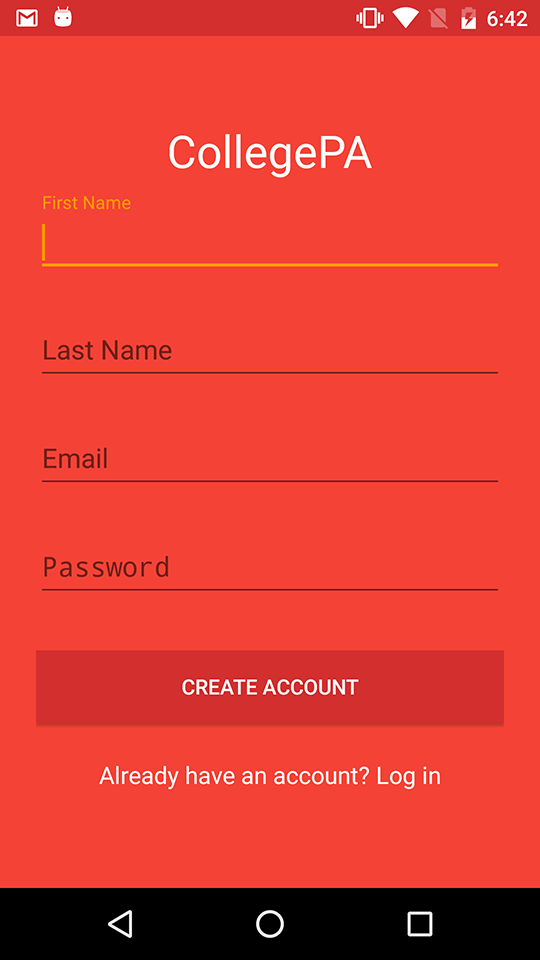 6:42
CollegePA
First Name
Last Name
Email
Password
CREATE ACCOUNT
Already have an account? Log in